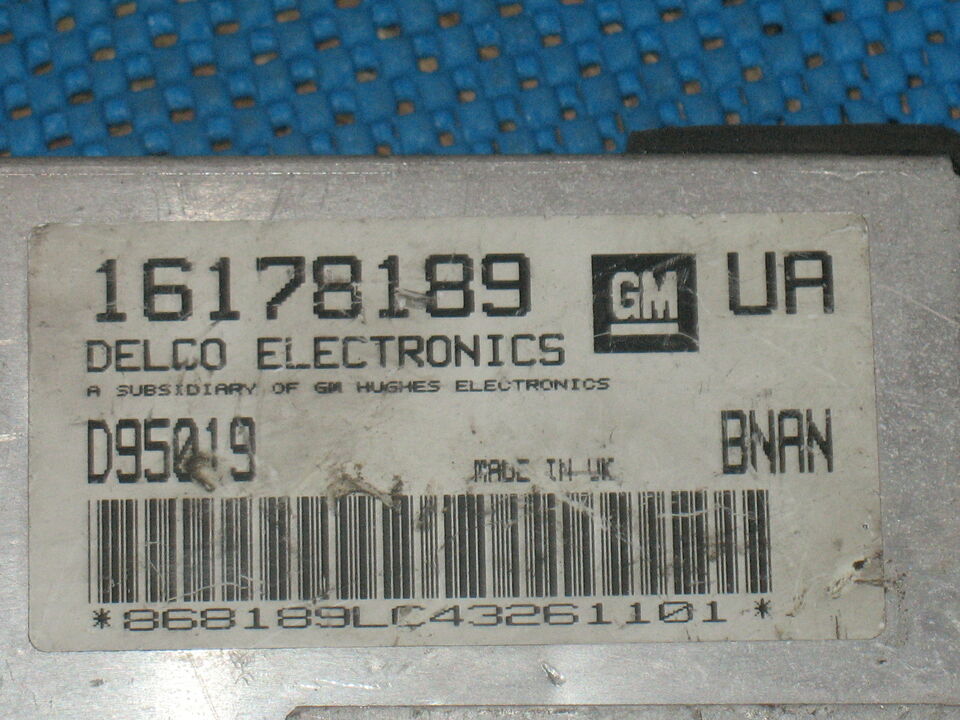 16178189 GM UA
DELCO ELECTRONICS
A SUBSIDIARY OF GM HUGHES ELECTRONICS
D95019 BNAN
MADE IN UK
*868189LC43261101*